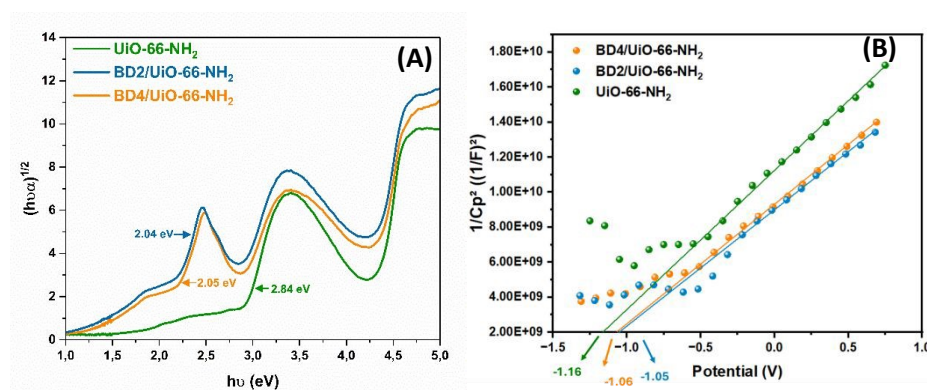 (A)
UiO-66-NH₂
BD2/UiO-66-NH₂
BD4/UiO-66-NH₂
(hυα)¹/²
14
12
10
8
6
4
2
0
2.04 eV
2.05 eV
2.84 eV
1,0 1,5 2,0 2,5 3,0 3,5 4,0 4,5 5,0
hυ (eV)
(B)
BD4/UiO-66-NH₂
BD2/UiO-66-NH₂
UiO-66-NH₂
1/Cp² ((1/F)²)
1.80E+10
1.60E+10
1.40E+10
1.20E+10
1.00E+10
8.00E+09
6.00E+09
4.00E+09
2.00E+09
−1.5 −1.0 −0.5 0.0 0.5 1.0
-1.16 -1.06 -1.05
Potential (V)